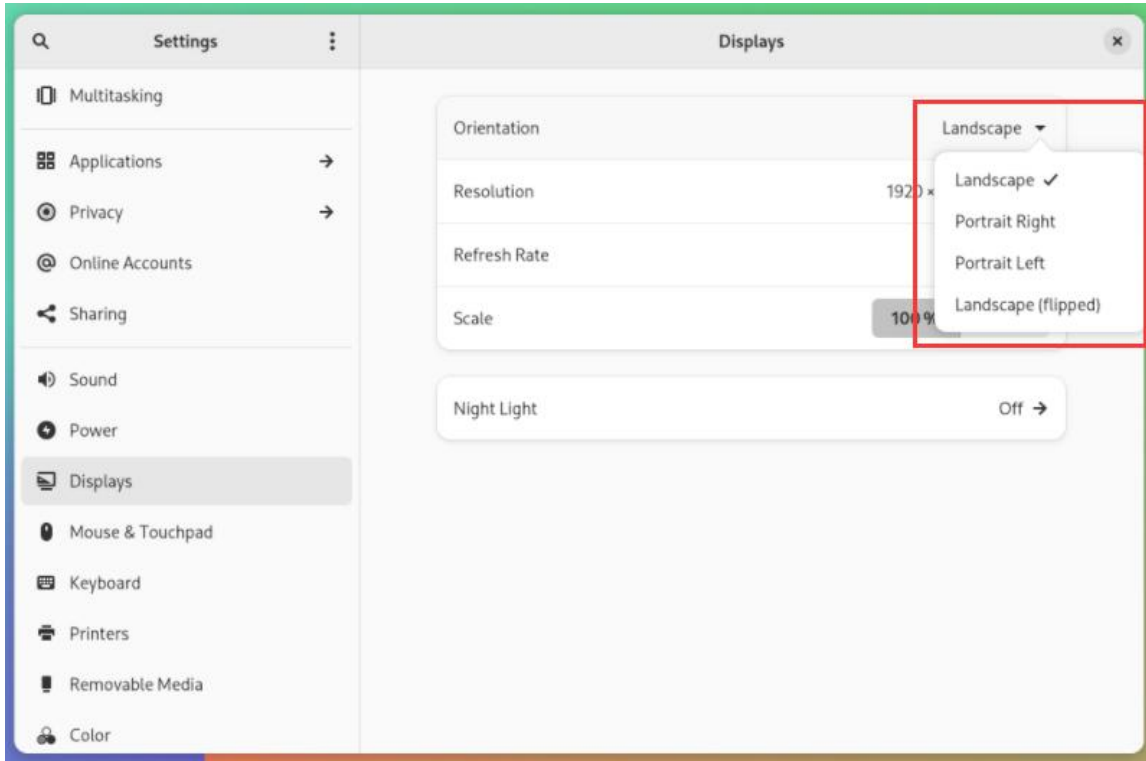 Settings
Displays
Multitasking
Applications
Privacy
Online Accounts
Sharing
Sound
Power
Displays
Mouse & Touchpad
Keyboard
Printers
Removable Media
Color
Orientation
Landscape
Resolution
Refresh Rate
Scale
100 %
Landscape
Portrait Right
Portrait Left
Landscape (flipped)
Night Light
Off